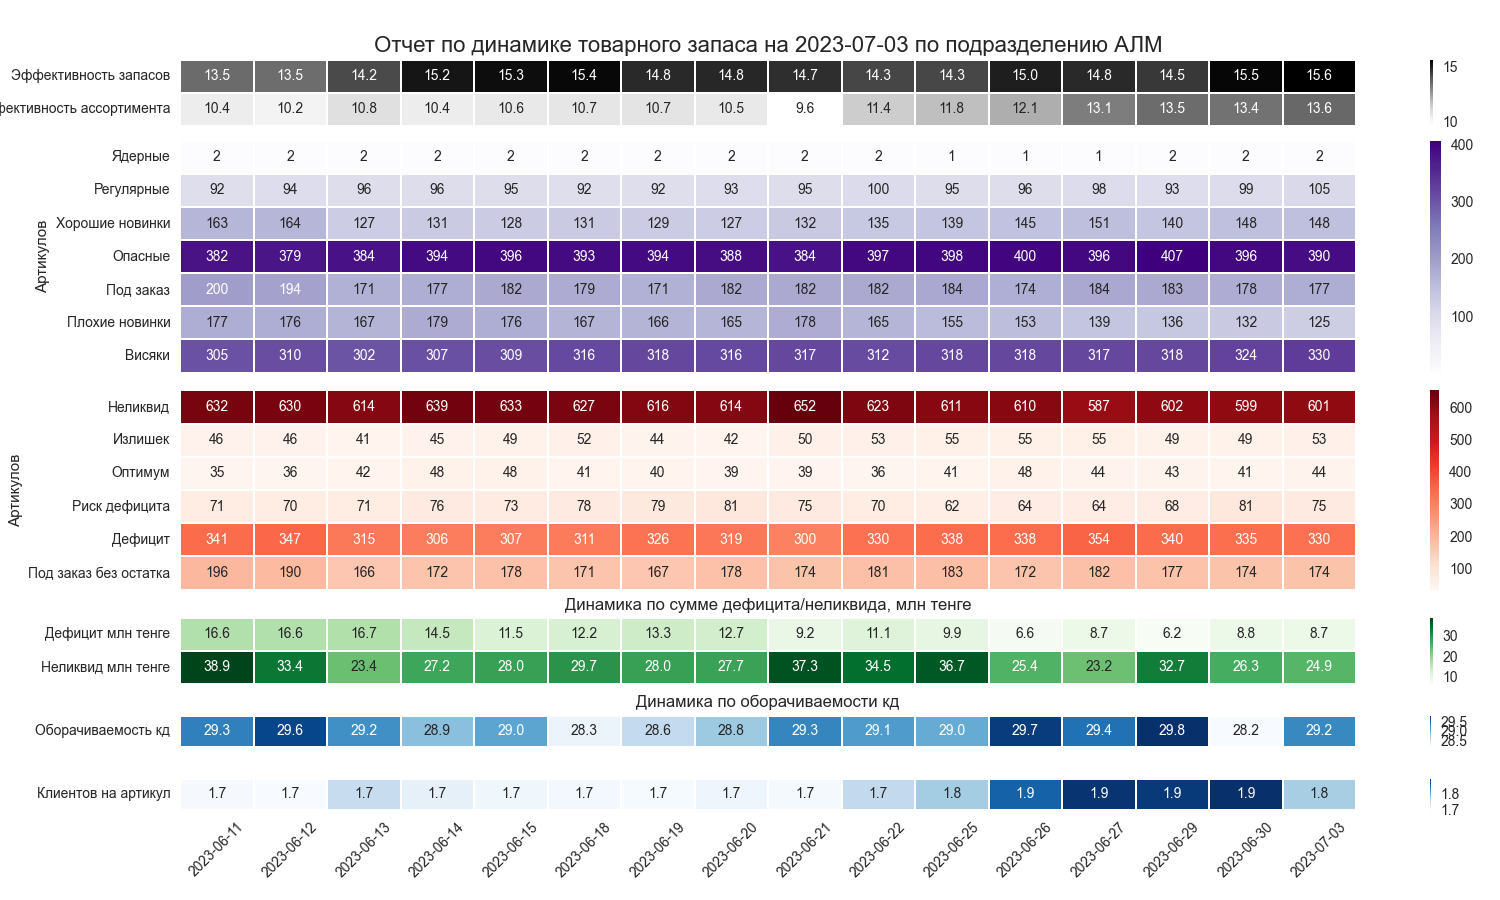 Отчет по динамике товарного запаса на 2023-07-03 по подразделению АЛМ
Эффективность запасов 13.5 13.5 14.2 15.2 15.3 15.4 14.8 14.8 14.7 14.3 14.3 15.0 14.8 14.5 15.5 15.6
фективность ассортимента 10.4 10.2 10.8 10.4 10.6 10.7 10.7 10.5 9.6 11.4 11.8 12.1 13.1 13.5 13.4 13.6
15
10
Артикулов
Ядерные 2 2 2 2 2 2 2 2 2 2 1 1 1 2 2 2
Регулярные 92 94 96 96 95 92 92 93 95 100 95 96 98 93 99 105
Хорошие новинки 163 164 127 131 128 131 129 127 132 135 139 145 151 140 148 148
Опасные 382 379 384 394 396 393 394 388 384 397 398 400 396 407 396 390
Под заказ 200 194 171 177 182 179 171 182 182 182 184 174 184 183 178 177
Плохие новинки 177 176 167 179 176 167 166 165 178 165 155 153 139 136 132 125
Висяки 305 310 302 307 309 316 318 316 317 312 318 318 317 318 324 330
400
300
200
100
Артикулов
Неликвид 632 630 614 639 633 627 616 614 652 623 611 610 587 602 599 601
Излишек 46 46 41 45 49 52 44 42 50 53 55 55 55 49 49 53
Оптимум 35 36 42 48 48 41 40 39 39 36 41 48 44 43 41 44
Риск дефицита 71 70 71 76 73 78 79 81 75 70 62 64 64 68 81 75
Дефицит 341 347 315 306 307 311 326 319 300 330 338 338 354 340 335 330
Под заказ без остатка 196 190 166 172 178 171 167 178 174 181 183 172 182 177 174 174
600
500
400
300
200
100
Динамика по сумме дефицита/неликвида, млн тенге
Дефицит млн тенге 16.6 16.6 16.7 14.5 11.5 12.2 13.3 12.7 9.2 11.1 9.9 6.6 8.7 6.2 8.8 8.7
Неликвид млн тенге 38.9 33.4 23.4 27.2 28.0 29.7 28.0 27.7 37.3 34.5 36.7 25.4 23.2 32.7 26.3 24.9
30
20
10
Динамика по оборачиваемости кд
Оборачиваемость кд 29.3 29.6 29.2 28.9 29.0 28.3 28.6 28.8 29.3 29.1 29.0 29.7 29.4 29.8 28.2 29.2
29.5
29.0
28.5
Клиентов на артикул 1.7 1.7 1.7 1.7 1.7 1.7 1.7 1.7 1.7 1.7 1.8 1.9 1.9 1.9 1.9 1.8
1.8
1.7
2023-06-11 2023-06-12 2023-06-13 2023-06-14 2023-06-15 2023-06-18 2023-06-19 2023-06-20 2023-06-21 2023-06-22 2023-06-25 2023-06-26 2023-06-27 2023-06-29 2023-06-30 2023-07-03